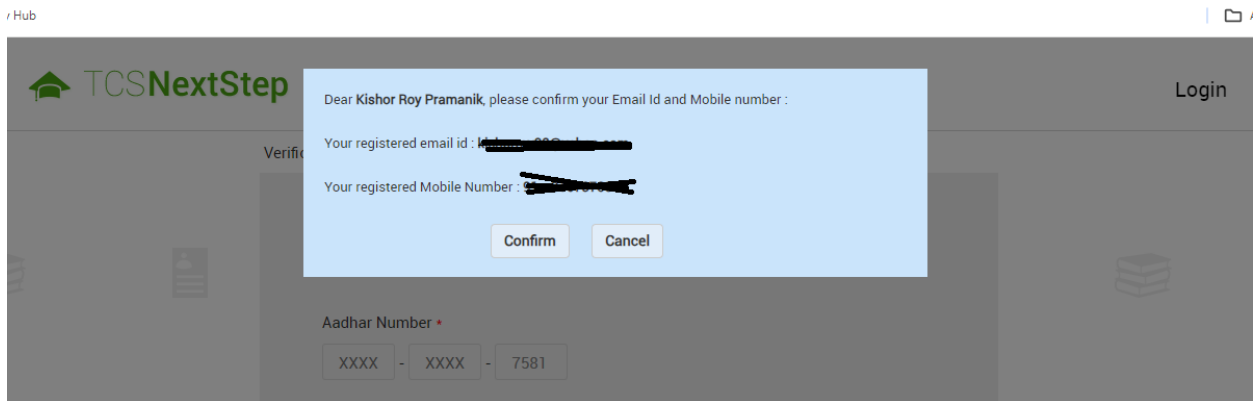 y Hub
TCSNextStep
Login
Dear Kishor Roy Pramanik, please confirm your Email Id and Mobile number :
Your registered email id :
Verific
Your registered Mobile Number :
Confirm Cancel
Aadhar Number *
XXXX - XXXX - 7581